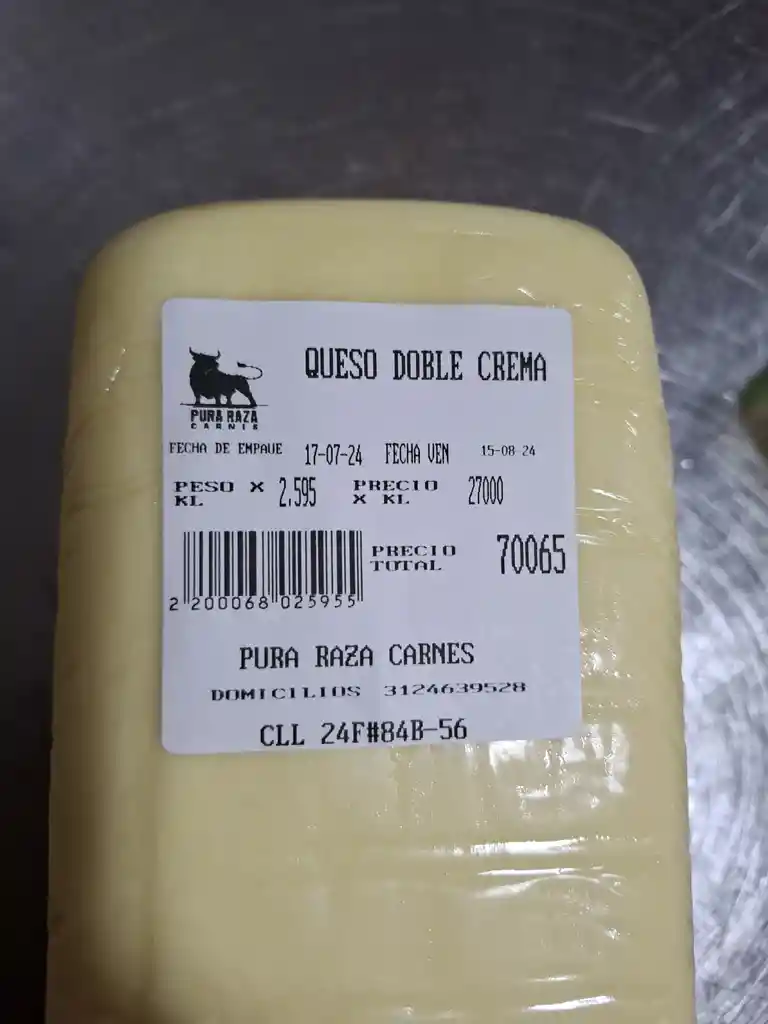 QUESO DOBLE CREMA
PURA RAZA
CARNES
FECHA DE EMPAUE 17-07-24 FECHA VEN 15-08-24
PESO X KL 2.595 PRECIO X KL 27000
PRECIO TOTAL 70065
2 200068 025955
PURA RAZA CARNES
DOMICILIOS 3124639528
CLL 24F#84B-56